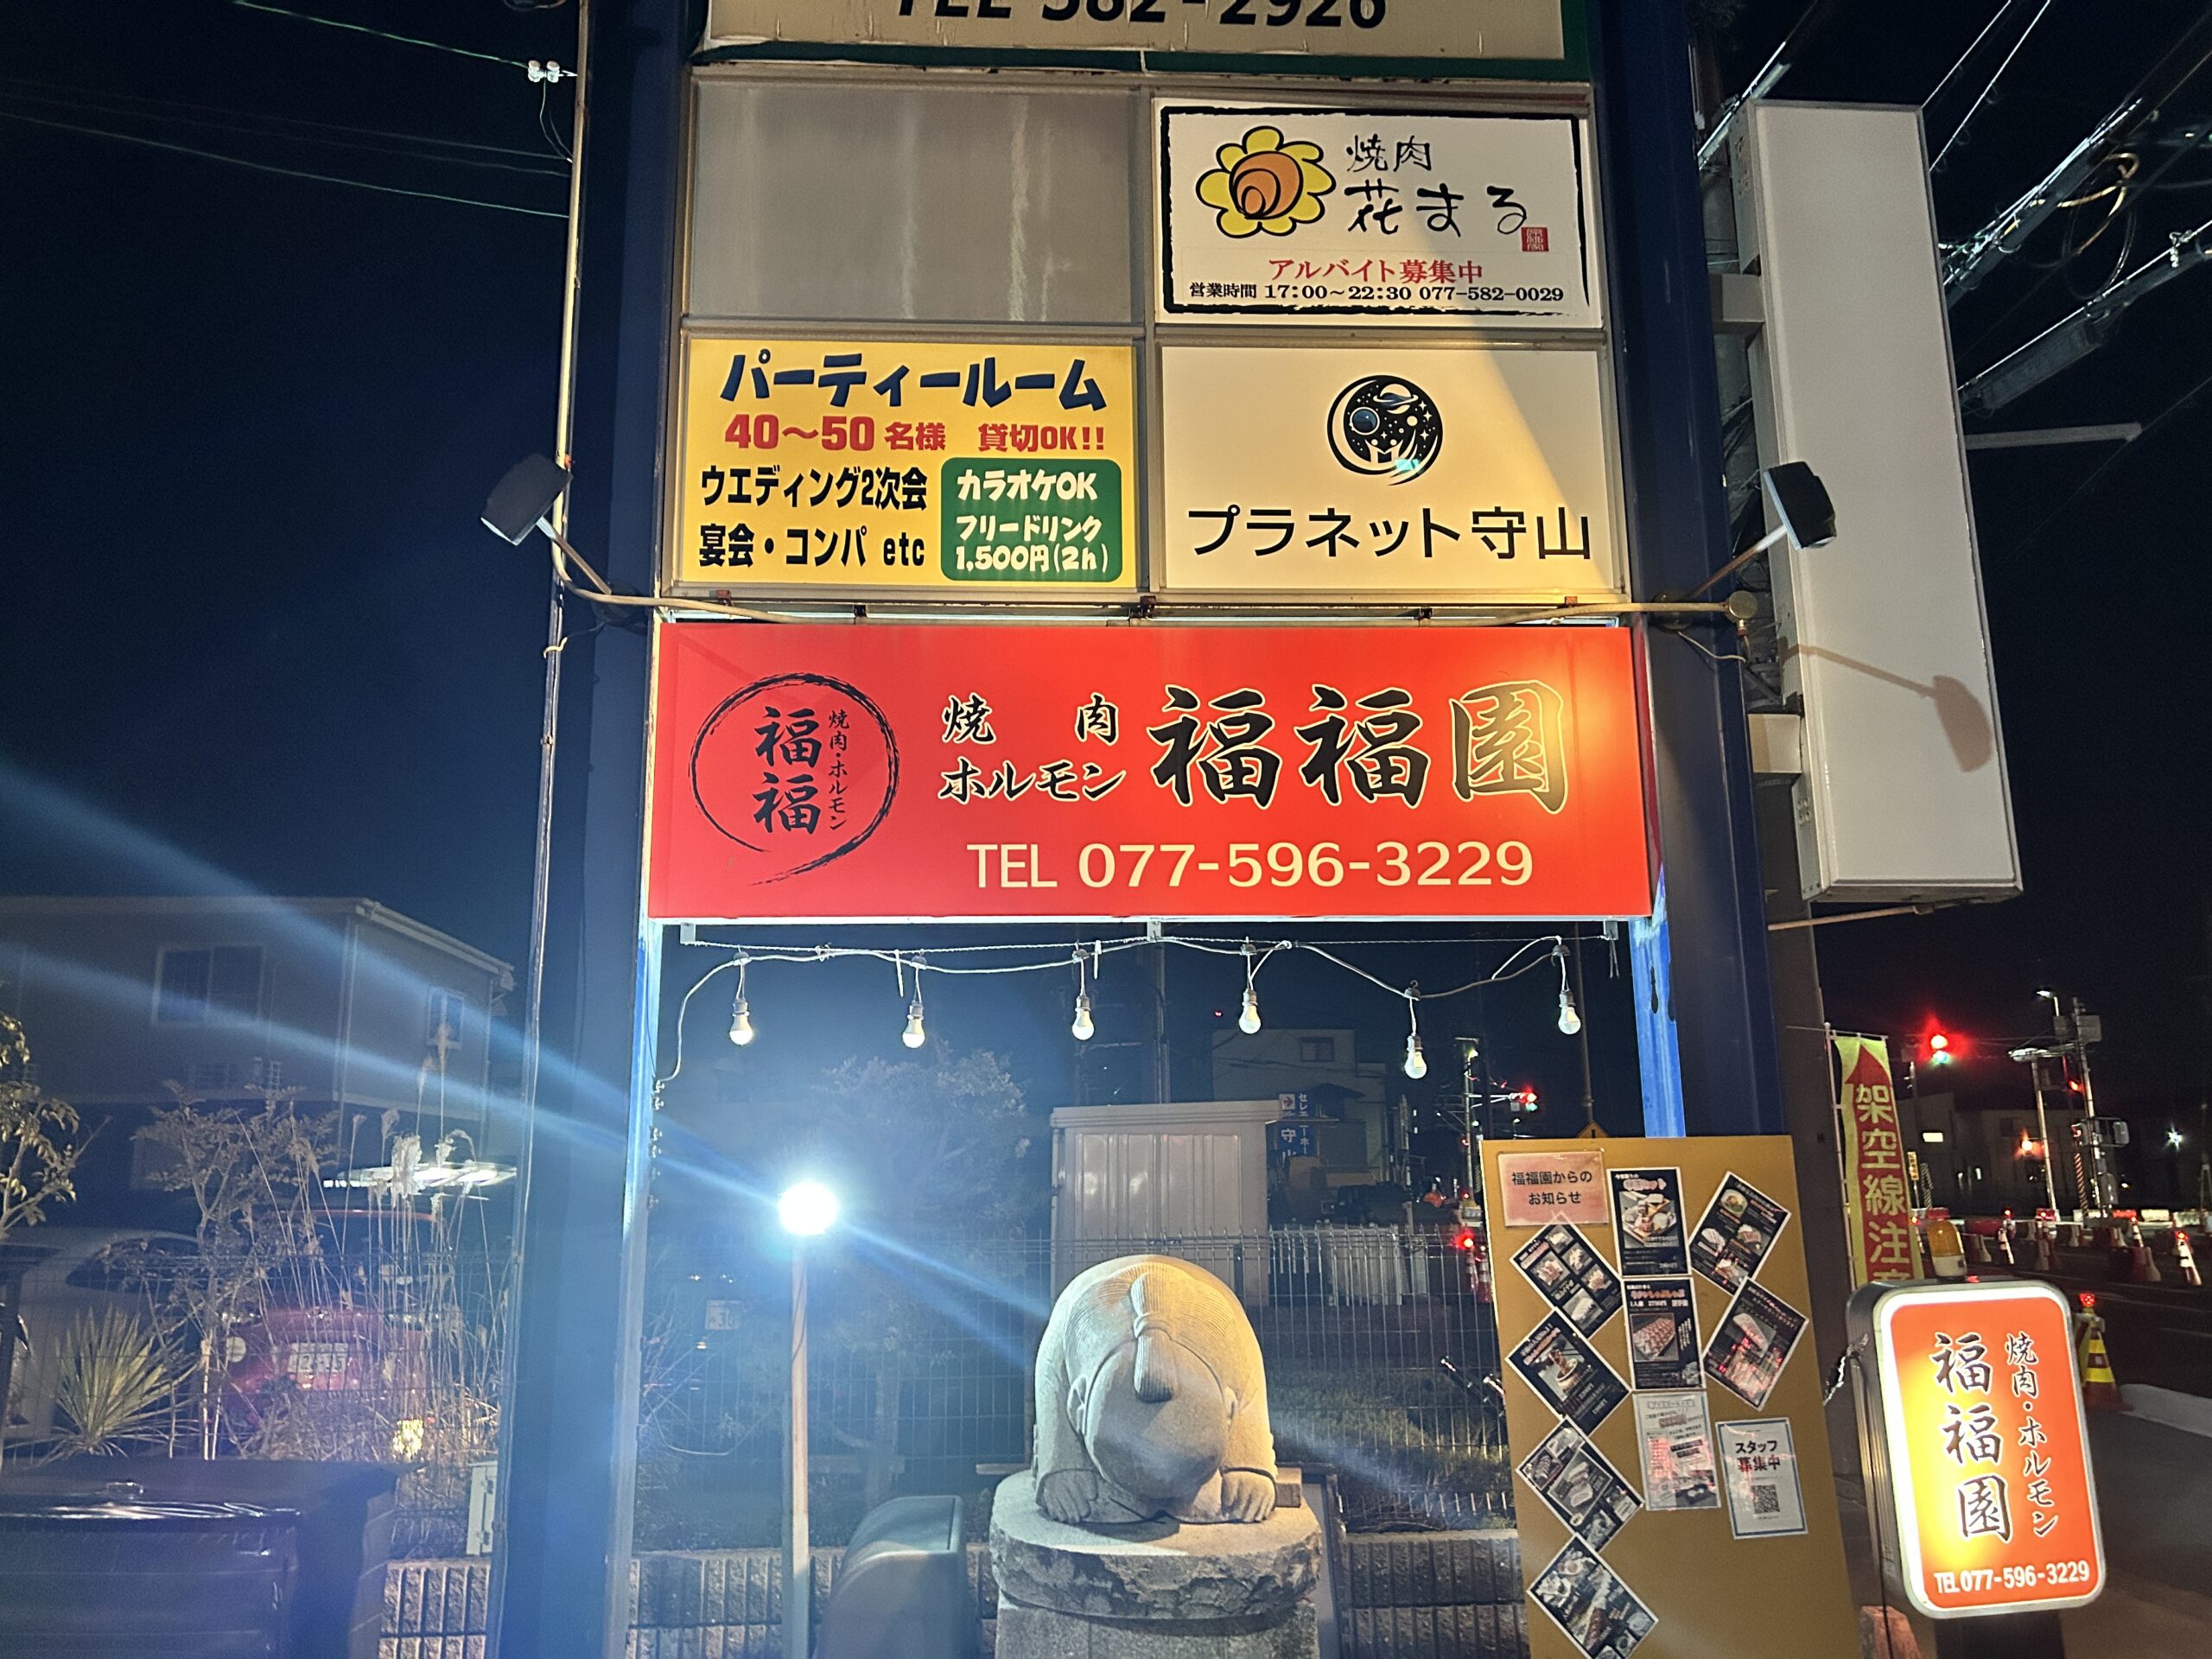 TEL 582-2926
焼肉
花まる
アルバイト募集中
営業時間 17:00～22:30 077-582-0029
パーティールーム
40～50名様 貸切OK!!
ウエディング2次会
宴会・コンパ etc
カラオケOK
フリードリンク
1,500円(2h)
プラネット守山
福福
焼肉・ホルモン
焼肉
ホルモン
福福園
TEL 077-596-3229
架空線注意
福福園からの
お知らせ
スタッフ
募集中
焼肉・ホルモン
福福園
TEL 077-596-3229